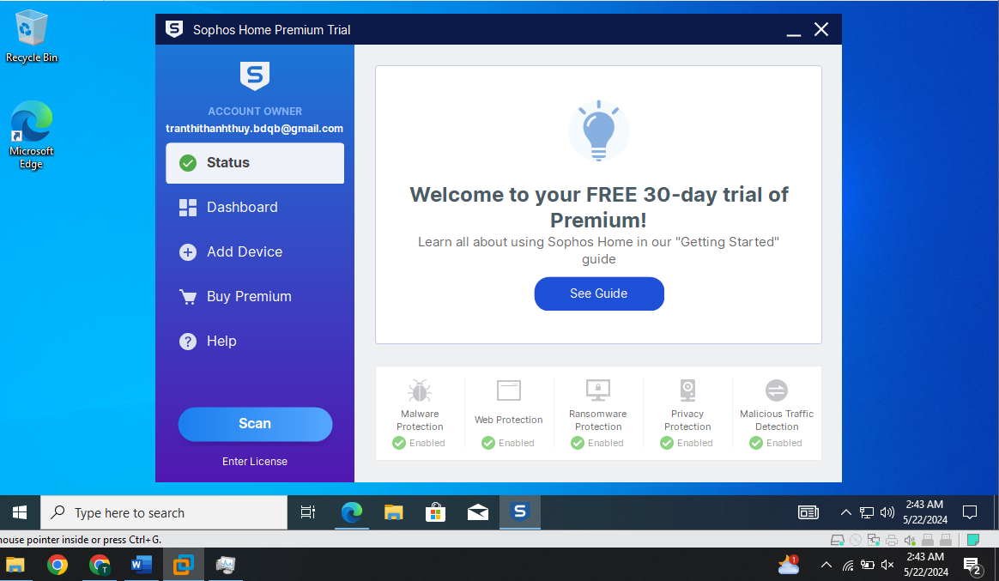 Recycle Bin
Microsoft
Edge
S Sophos Home Premium Trial
S
ACCOUNT OWNER
tranthithanhthuy.bdqb@gmail.com
Status
Dashboard
Add Device
Buy Premium
? Help
Scan
Enter License
Welcome to your FREE 30-day trial of
Premium!
Learn all about using Sophos Home in our "Getting Started"
guide
See Guide
Malware
Protection
Enabled
Web Protection
Enabled
Ransomware
Protection
Enabled
Privacy
Protection
Enabled
Malicious Traffic
Detection
Enabled
Type here to search
S
2:43 AM
5/22/2024
nouse pointer inside or press Ctrl+G.
T
W
1
2:43 AM
5/22/2024
2